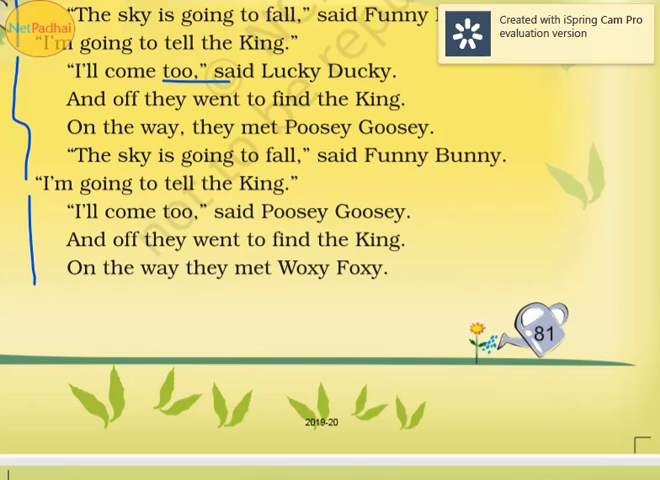 “The sky is going to fall,” said Funny
“I’m going to tell the King.”
“I’ll come too,” said Lucky Ducky.
And off they went to find the King.
On the way, they met Poosey Goosey.
“The sky is going to fall,” said Funny Bunny.
“I’m going to tell the King.”
“I’ll come too,” said Poosey Goosey.
And off they went to find the King.
On the way they met Woxy Foxy.
81
2019-20
NetPadhai
Created with iSpring Cam Pro
evaluation version
not to be repu